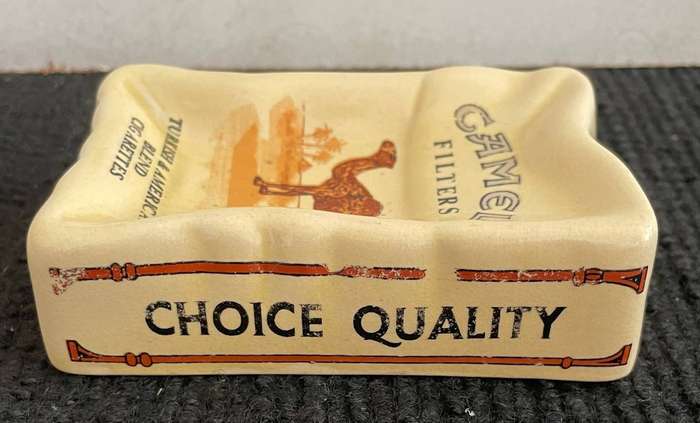 CAMEL
FILTERS
TURKISH & AMERICAN
BLEND
CIGARETTES
CHOICE QUALITY